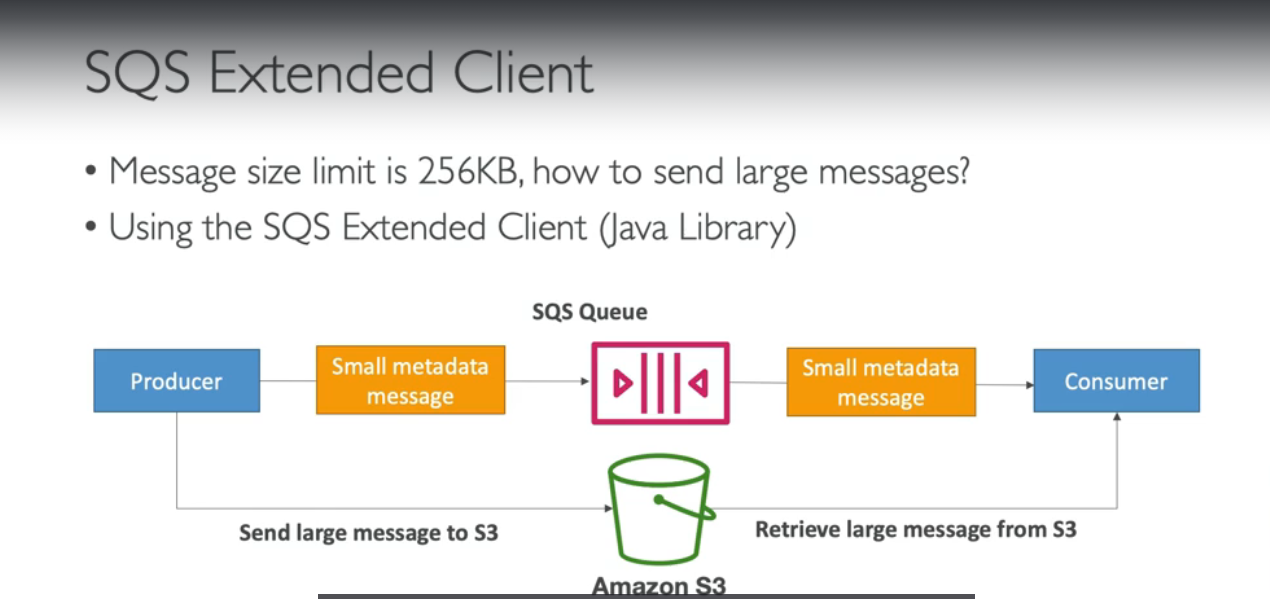 SQS Extended Client
• Message size limit is 256KB, how to send large messages?
• Using the SQS Extended Client (Java Library)
SQS Queue
Producer
Small metadata
message
Small metadata
message
Consumer
Send large message to S3
Retrieve large message from S3
Amazon S3